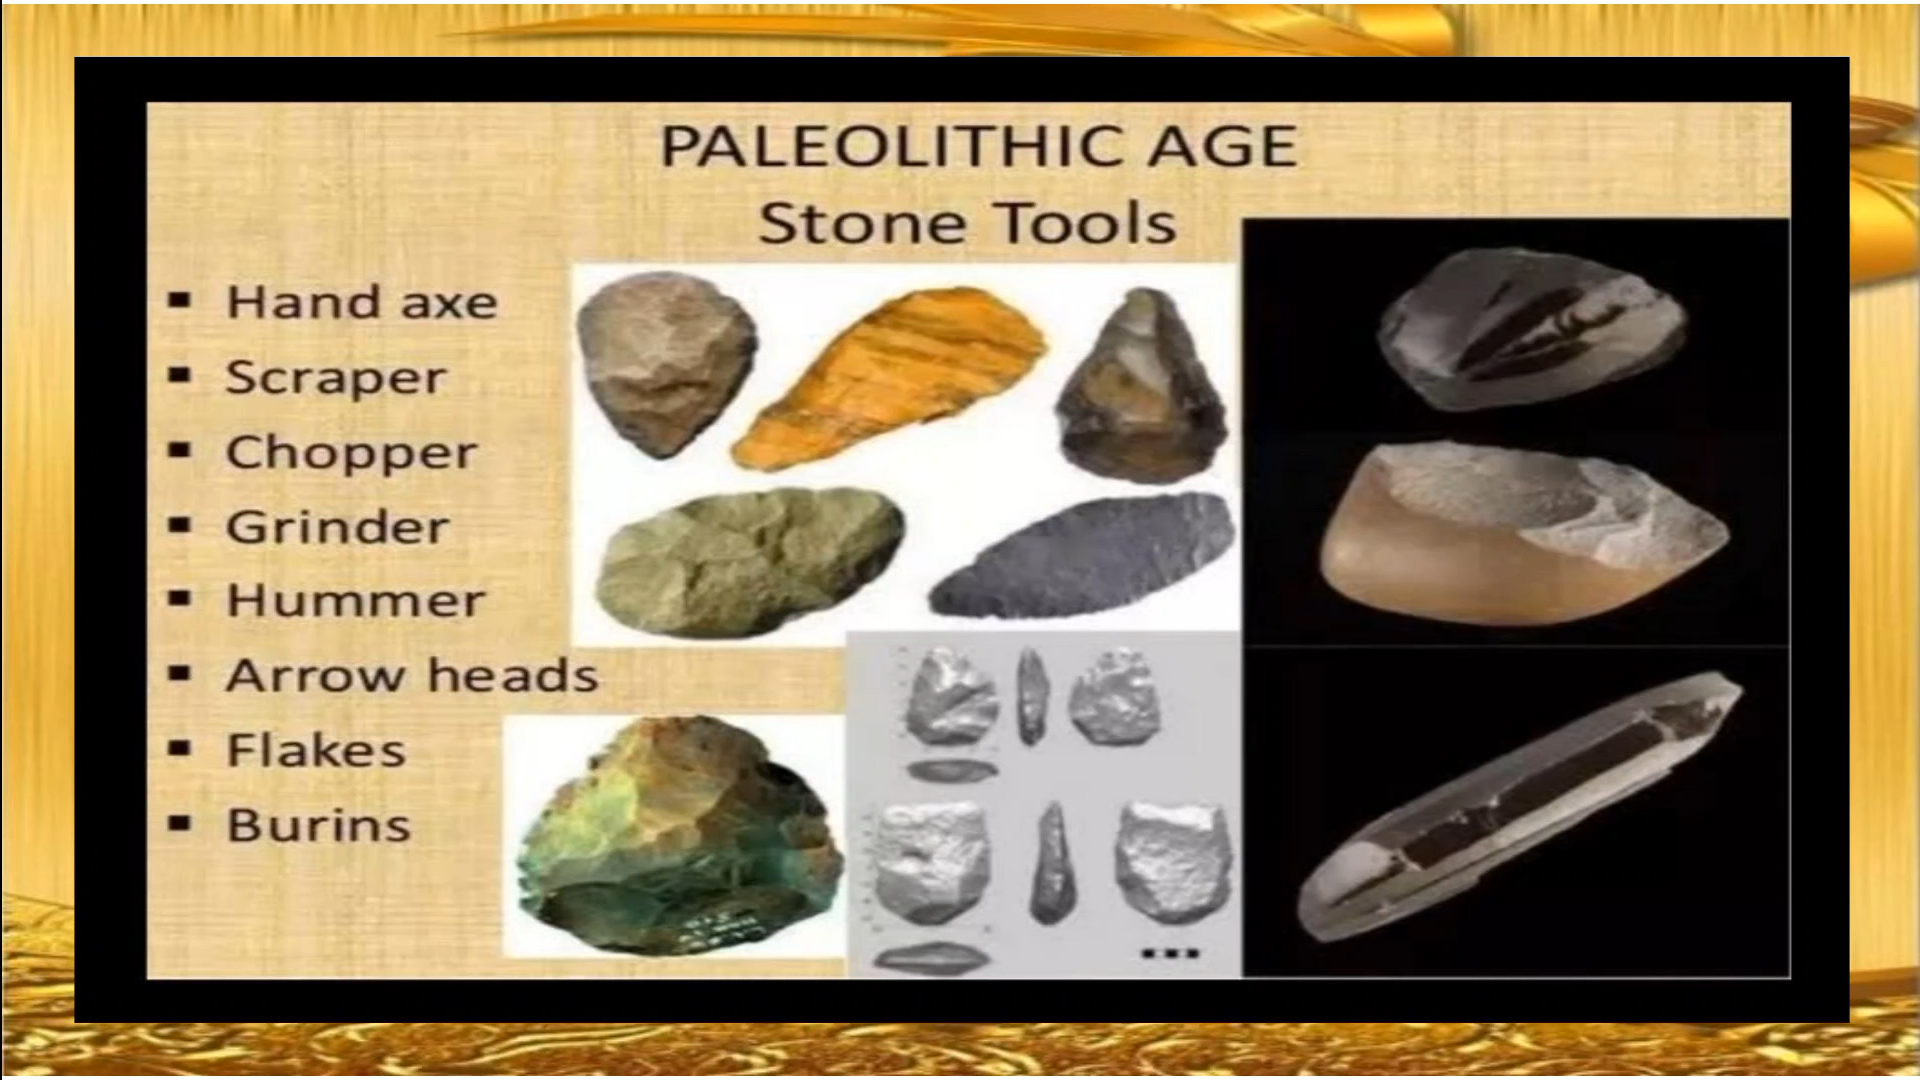 PALEOLITHIC AGE
Stone Tools
▪ Hand axe
▪ Scraper
▪ Chopper
▪ Grinder
▪ Hummer
▪ Arrow heads
▪ Flakes
▪ Burins